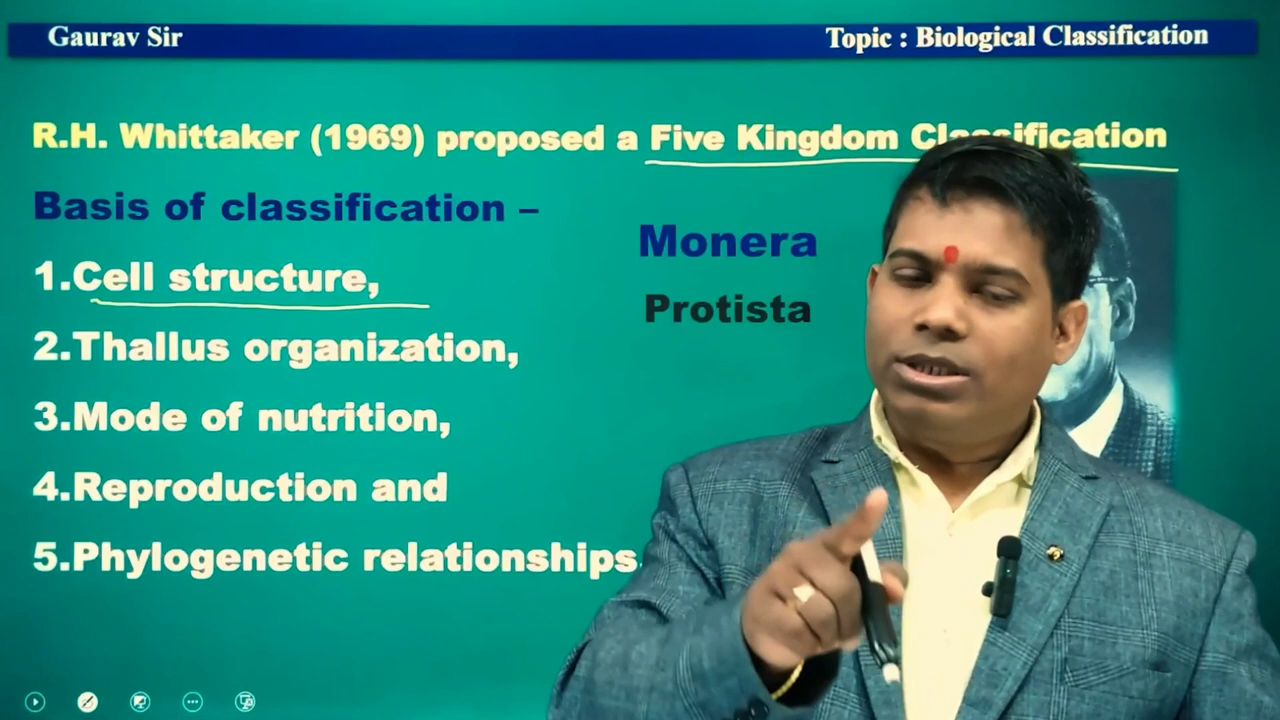 Gaurav Sir
Topic : Biological Classification
R.H. Whittaker (1969) proposed a Five Kingdom Classification
Basis of classification –
1.Cell structure,
2.Thallus organization,
3.Mode of nutrition,
4.Reproduction and
5.Phylogenetic relationships.
Monera
Protista